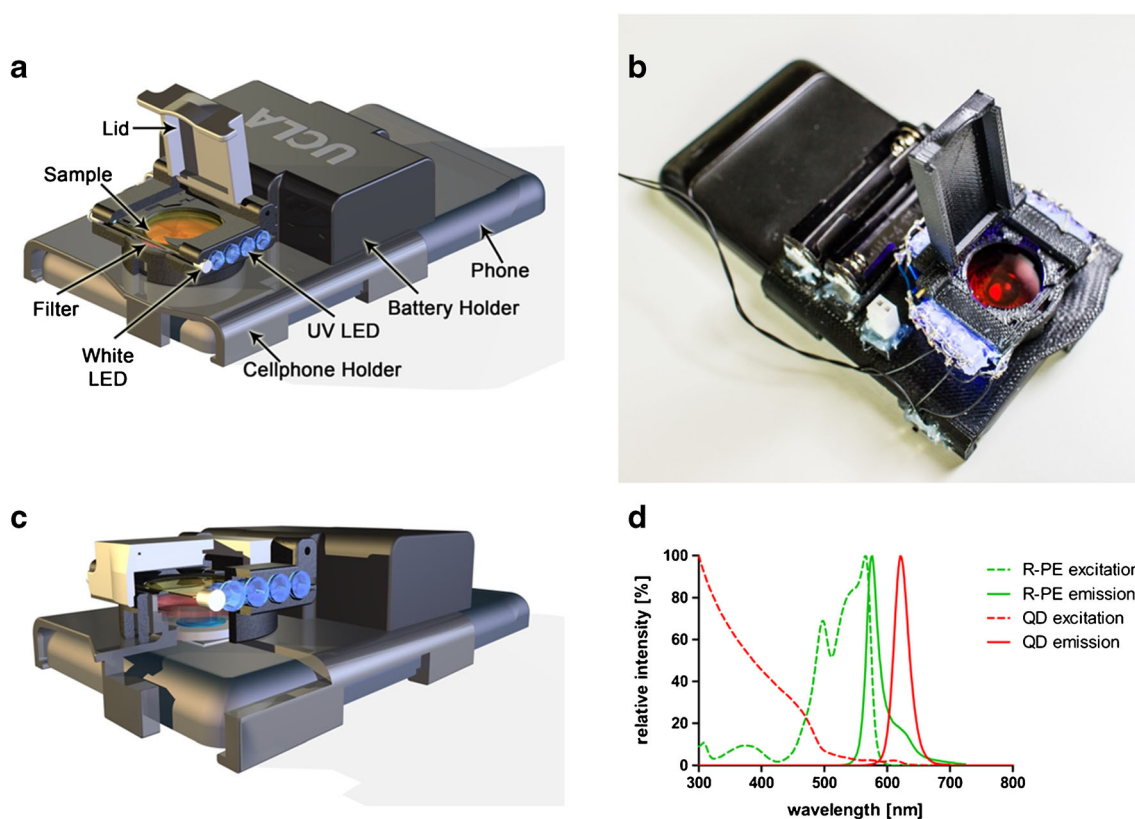 a
UCLA
Lid
Sample
Filter
White
LED
UV LED
Cellphone Holder
Battery Holder
Phone
b
c
d
100
80
60
40
20
0
relative intensity [%]
300
400
500
600
700
800
wavelength [nm]
R-PE excitation
R-PE emission
QD excitation
QD emission